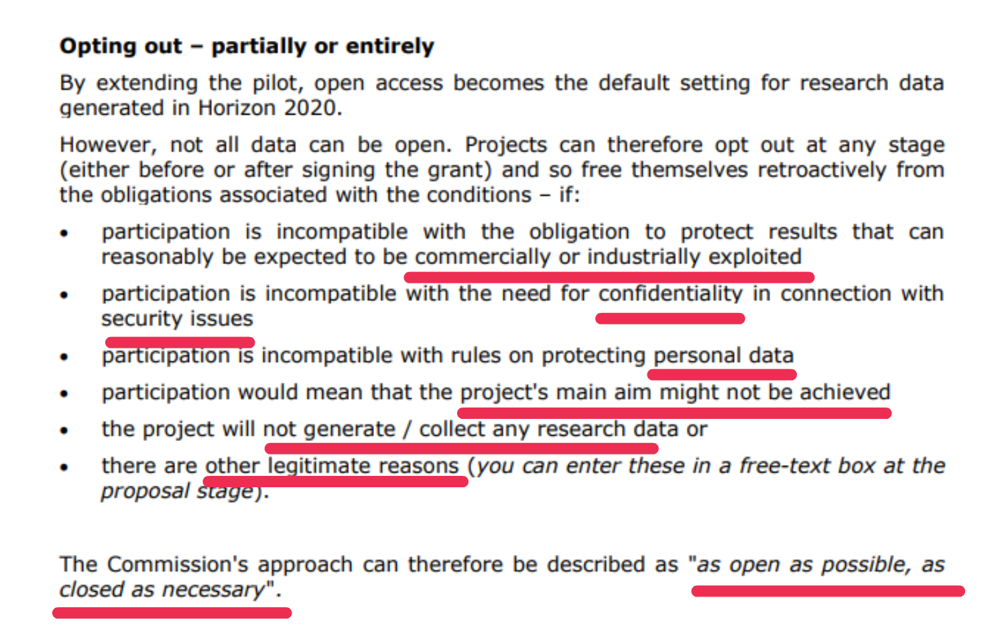 Opting out – partially or entirely
By extending the pilot, open access becomes the default setting for research data
generated in Horizon 2020.
However, not all data can be open. Projects can therefore opt out at any stage
(either before or after signing the grant) and so free themselves retroactively from
the obligations associated with the conditions – if:
• participation is incompatible with the obligation to protect results that can
reasonably be expected to be commercially or industrially exploited
• participation is incompatible with the need for confidentiality in connection with
security issues
• participation is incompatible with rules on protecting personal data
• participation would mean that the project's main aim might not be achieved
• the project will not generate / collect any research data or
• there are other legitimate reasons (you can enter these in a free-text box at the
proposal stage).
The Commission's approach can therefore be described as "as open as possible, as
closed as necessary".